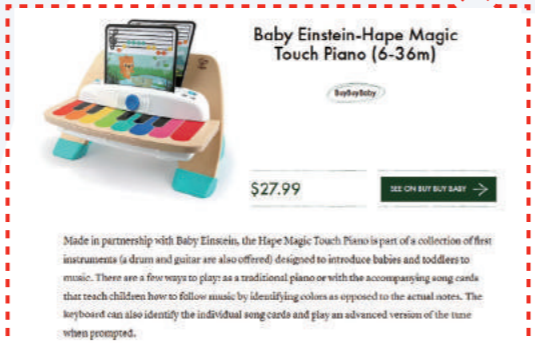 Baby Einstein-Hape Magic
Touch Piano (6-36m)
BuyBuyBaby
$27.99
SEE ON BUY BUY BABY
Made in partnership with Baby Einstein, the Hape Magic Touch Piano is part of a collection of first
instruments (a drum and guitar are also offered) designed to introduce babies and toddlers to
music. There are a few ways to play: as a traditional piano or with the accompanying song cards
that teach children how to follow music by identifying colors as opposed to the actual notes. The
keyboard can also identify the individual song cards and play an advanced version of the tune
when prompted.